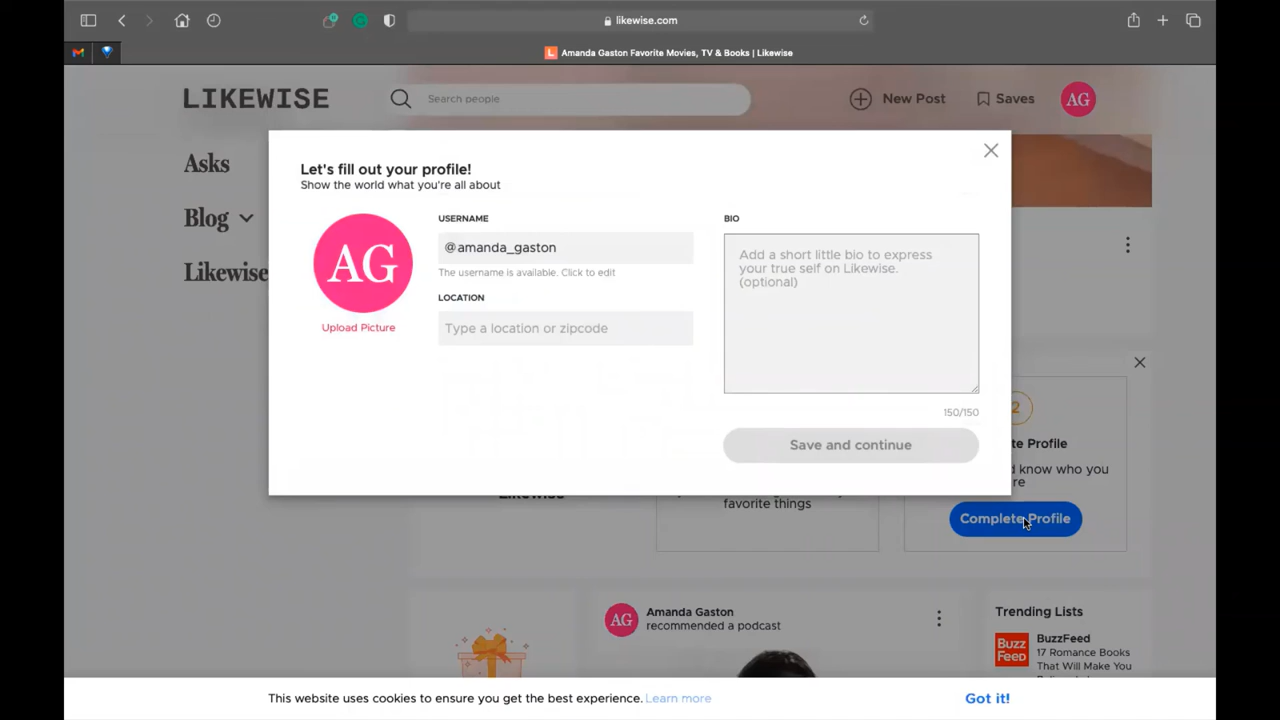 likewise.com
Amanda Gaston Favorite Movies, TV & Books | Likewise
LIKEWISE
Search people
New Post
Saves
AG
Asks
Blog
Likewise
Let's fill out your profile!
Show the world what you're all about
AG
Upload Picture
USERNAME
@amanda_gaston
The username is available. Click to edit
LOCATION
Type a location or zipcode
BIO
Add a short little bio to express
your true self on Likewise.
(optional)
150/150
Save and continue
2
te Profile
d know who you
re
Complete Profile
Likewise
favorite things
AG
Amanda Gaston
recommended a podcast
Trending Lists
BUZZ
FEED
BuzzFeed
17 Romance Books
That Will Make You
This website uses cookies to ensure you get the best experience. Learn more
Got it!